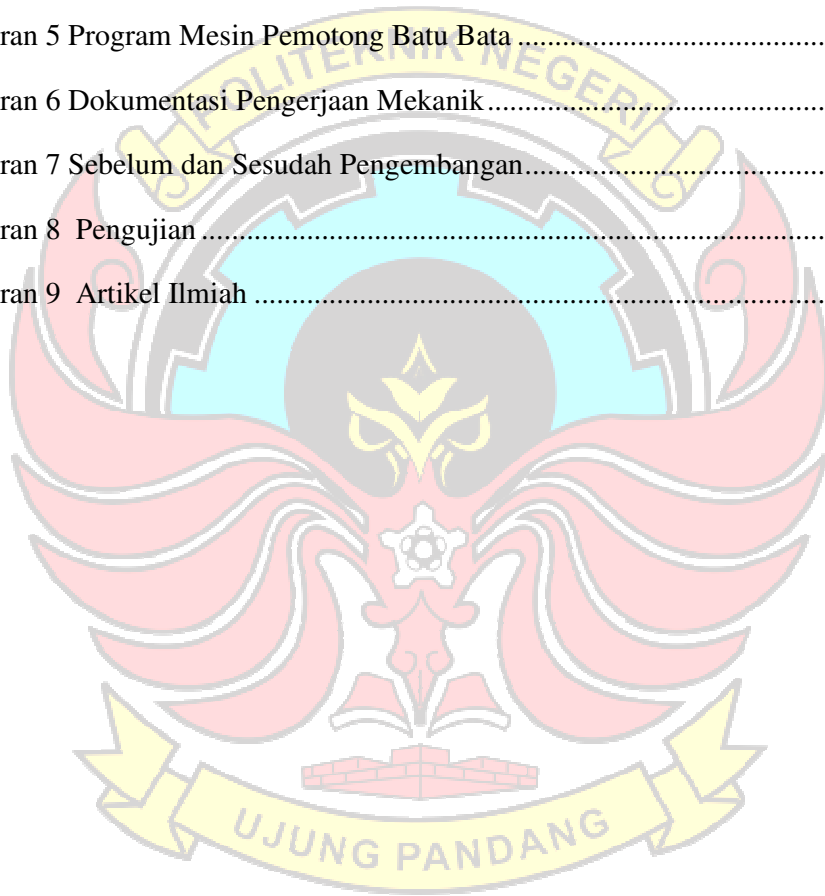 ran 5 Program Mesin Pemotong Batu Bata ........................................
POLITEKNIK NEGERI
ran 6 Dokumentasi Pengerjaan Mekanik ...........................................
ran 7 Sebelum dan Sesudah Pengembangan ......................................
ran 8  Pengujian ...............................................................................
ran 9  Artikel Ilmiah ........................................................................
UJUNG PANDANG